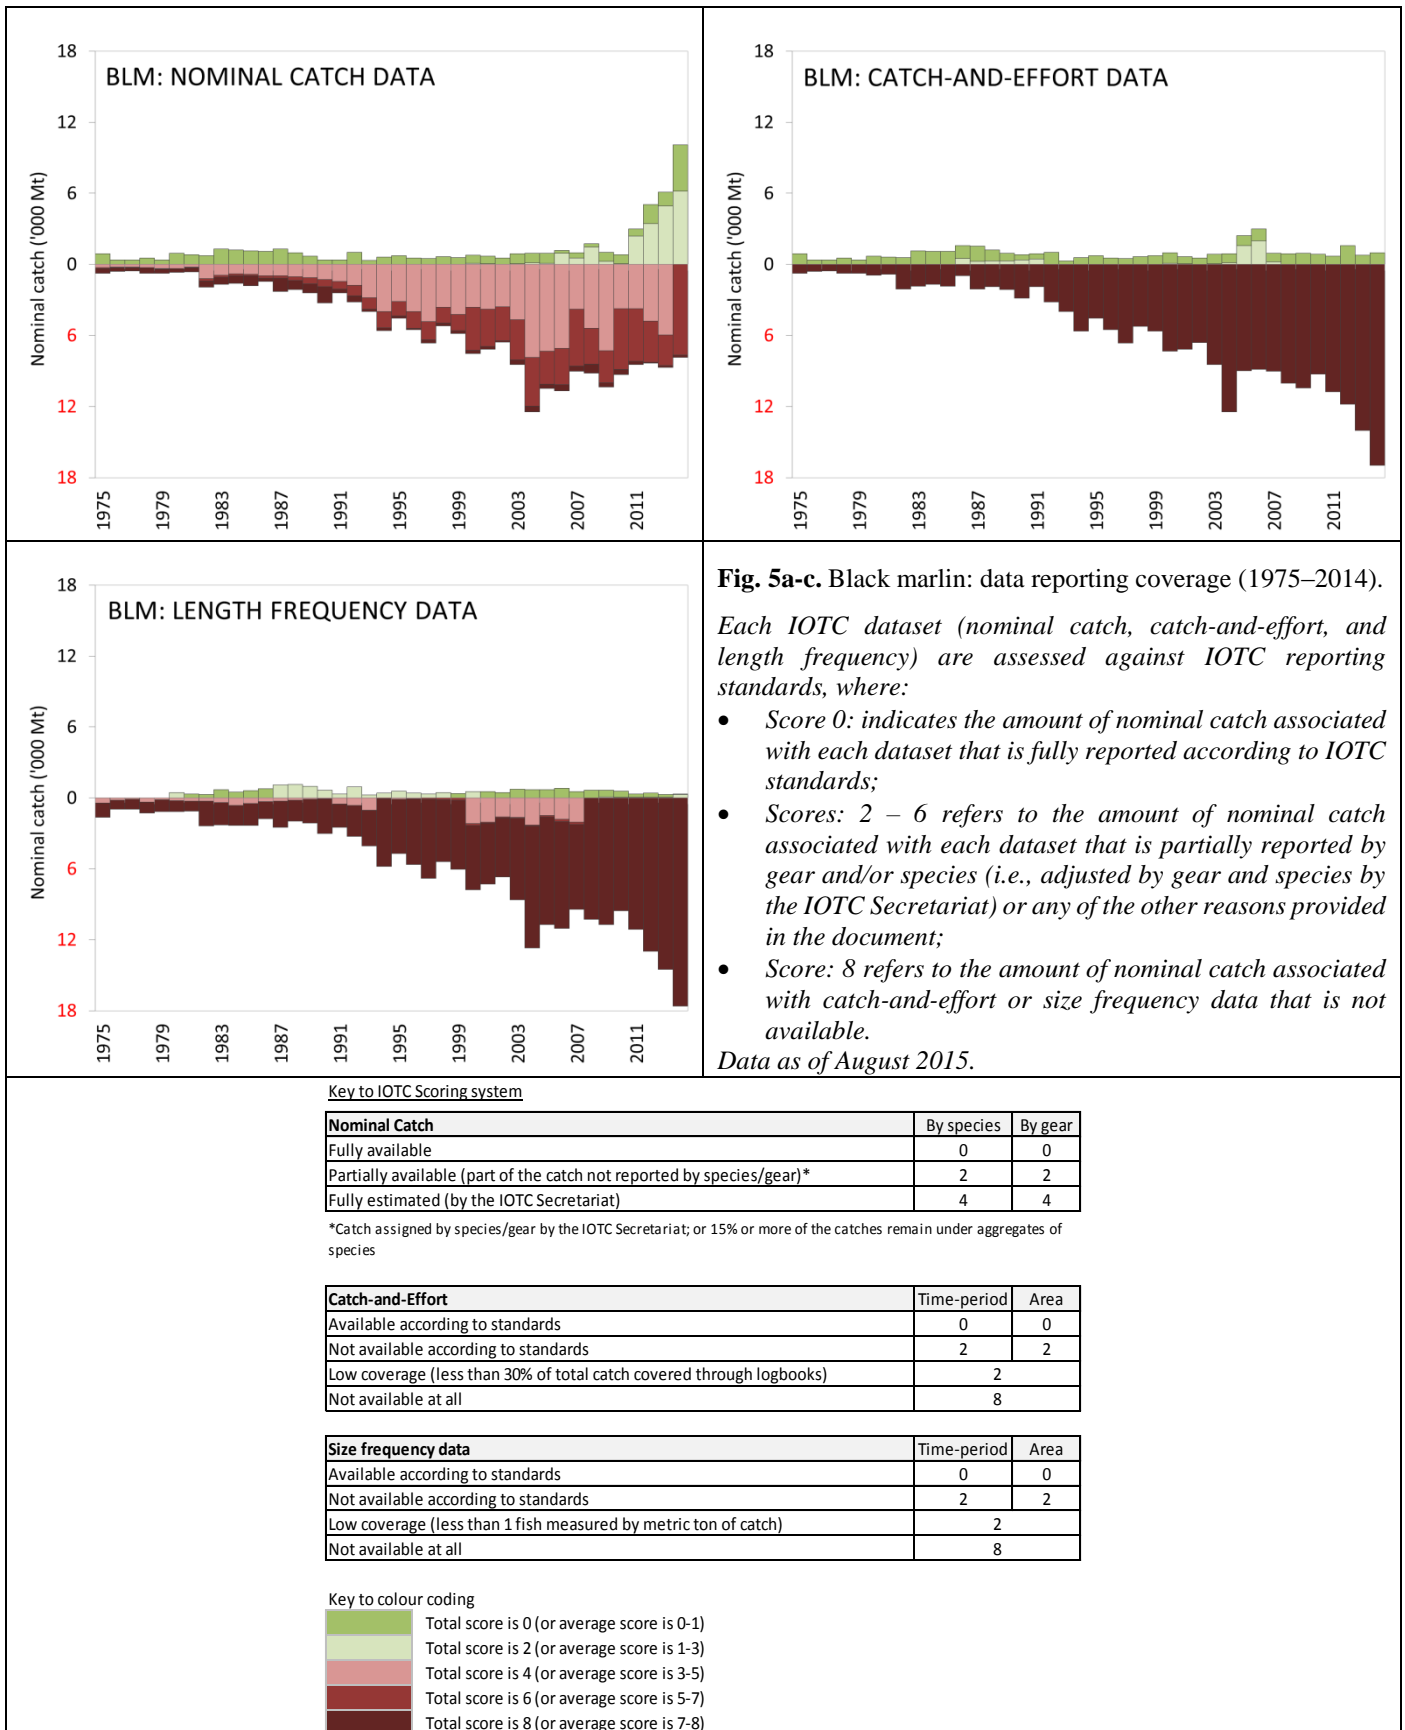 BLM: NOMINAL CATCH DATA
Nominal catch ('000 Mt)
18
12
6
0
6
12
18
1975
1979
1983
1987
1991
1995
1999
2003
2007
2011
BLM: CATCH-AND-EFFORT DATA
Nominal catch ('000 Mt)
18
12
6
0
6
12
18
1975
1979
1983
1987
1991
1995
1999
2003
2007
2011
BLM: LENGTH FREQUENCY DATA
Nominal catch ('000 Mt)
18
12
6
0
6
12
18
1975
1979
1983
1987
1991
1995
1999
2003
2007
2011
Fig. 5a-c. Black marlin: data reporting coverage (1975–2014).
Each IOTC dataset (nominal catch, catch-and-effort, and
length frequency) are assessed against IOTC reporting
standards, where:
• Score 0: indicates the amount of nominal catch associated
with each dataset that is fully reported according to IOTC
standards;
• Scores: 2 – 6 refers to the amount of nominal catch
associated with each dataset that is partially reported by
gear and/or species (i.e., adjusted by gear and species by
the IOTC Secretariat) or any of the other reasons provided
in the document;
• Score: 8 refers to the amount of nominal catch associated
with catch-and-effort or size frequency data that is not
available.
Data as of August 2015.
Key to IOTC Scoring system
Nominal Catch By species By gear
Fully available 0 0
Partially available (part of the catch not reported by species/gear)* 2 2
Fully estimated (by the IOTC Secretariat) 4 4
*Catch assigned by species/gear by the IOTC Secretariat; or 15% or more of the catches remain under aggregates of
species
Catch-and-Effort Time-period Area
Available according to standards 0 0
Not available according to standards 2 2
Low coverage (less than 30% of total catch covered through logbooks) 2
Not available at all 8
Size frequency data Time-period Area
Available according to standards 0 0
Not available according to standards 2 2
Low coverage (less than 1 fish measured by metric ton of catch) 2
Not available at all 8
Key to colour coding
Total score is 0 (or average score is 0-1)
Total score is 2 (or average score is 1-3)
Total score is 4 (or average score is 3-5)
Total score is 6 (or average score is 5-7)
Total score is 8 (or average score is 7-8)